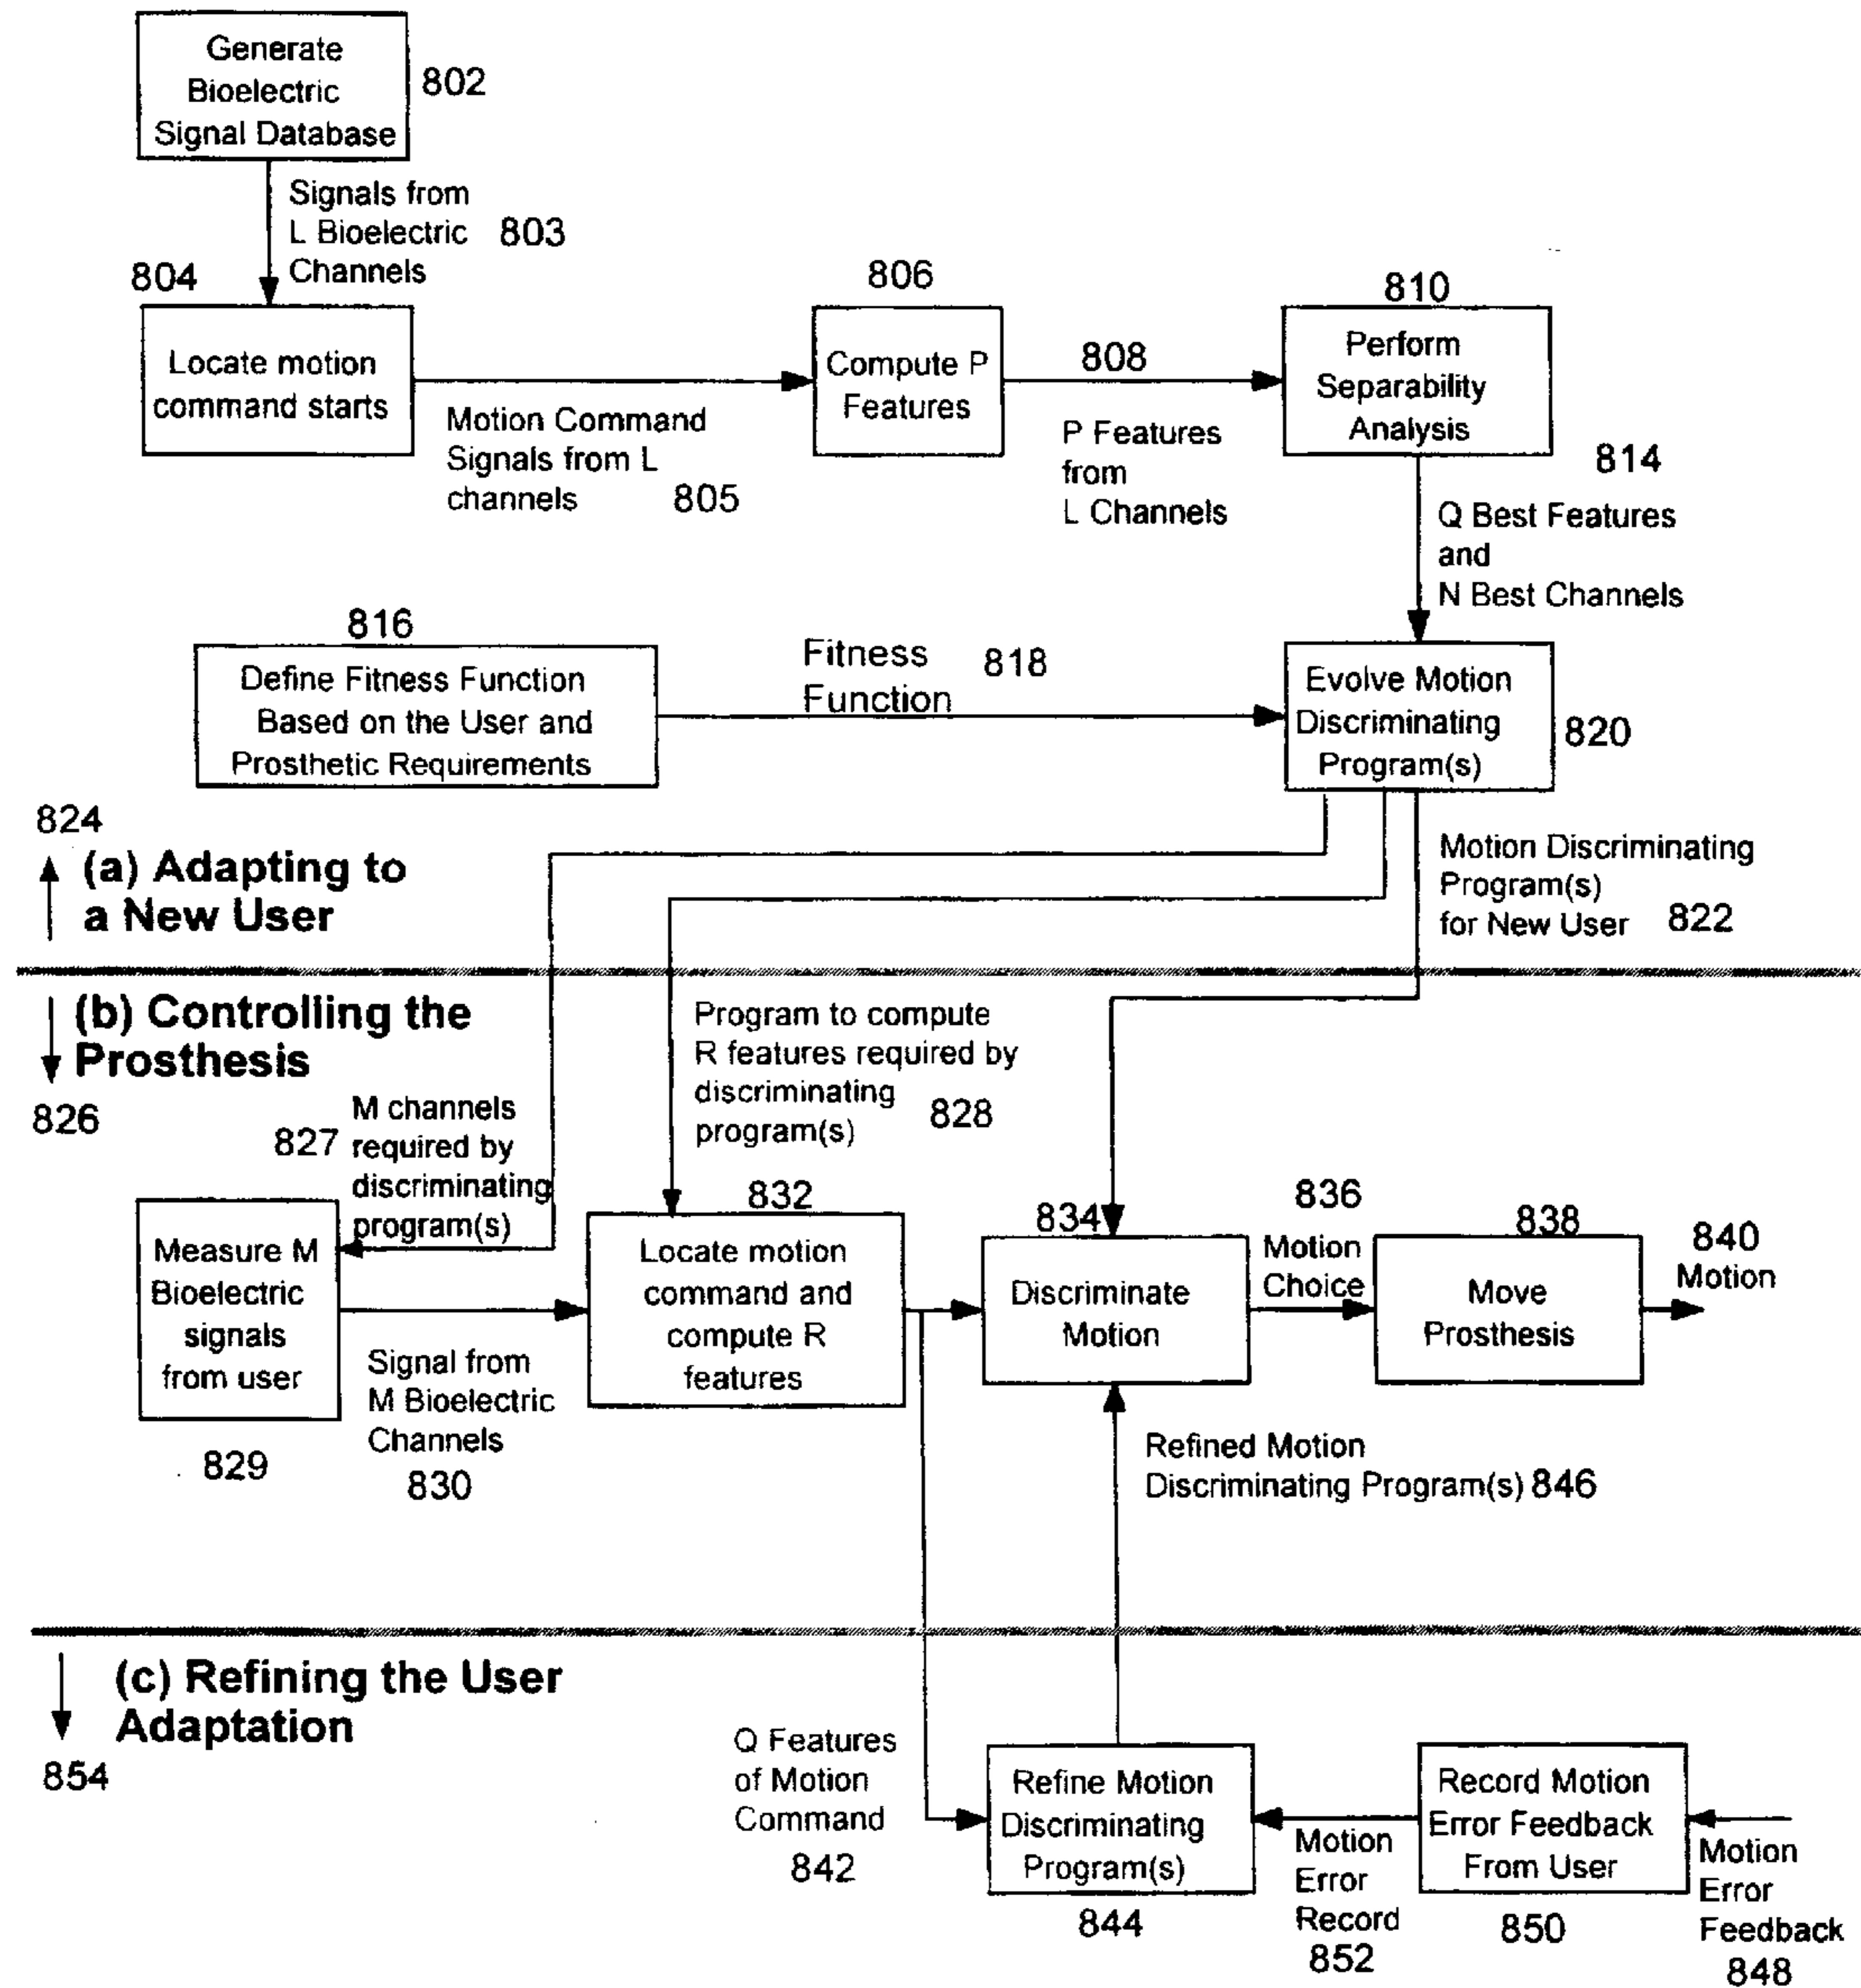 Generate
Bioelectric
Signal Database
802
Signals from
L Bioelectric
Channels
803
804
Locate motion
command starts
Motion Command
Signals from L
channels
805
806
Compute P
Features
808
P Features
from
L Channels
810
Perform
Separability
Analysis
814
Q Best Features
and
N Best Channels
816
Define Fitness Function
Based on the User and
Prosthetic Requirements
Fitness
Function
818
Evolve Motion
Discriminating
Program(s)
820
824
(a) Adapting to
a New User
Motion Discriminating
Program(s)
for New User
822
(b) Controlling the
Prosthesis
826
827
M channels
required by
discriminating
program(s)
Program to compute
R features required by
discriminating
program(s)
828
Measure M
Bioelectric
signals
from user
829
Signal from
M Bioelectric
Channels
830
832
Locate motion
command and
compute R
features
834
Discriminate
Motion
836
Motion
Choice
838
Move
Prosthesis
840
Motion
Refined Motion
Discriminating Program(s) 846
(c) Refining the User
Adaptation
854
Q Features
of Motion
Command
842
Refine Motion
Discriminating
Program(s)
844
Motion
Error
Record
852
Record Motion
Error Feedback
From User
850
Motion
Error
Feedback
848